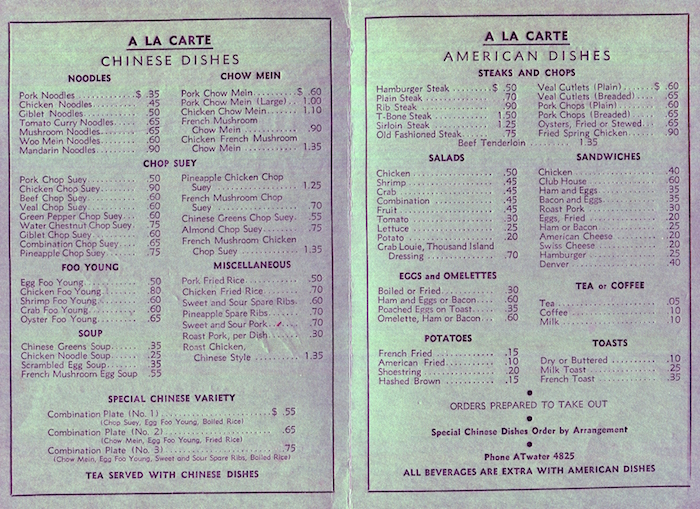 A LA CARTE
CHINESE DISHES
NOODLES
Pork Noodles............$ .35
Chicken Noodles............ .45
Giblet Noodles............ .50
Tomato Curry Noodles.... .65
Mushroom Noodles........ .65
Woo Mein Noodles........ .60
Mandarin Noodles.......... .90
CHOW MEIN
Pork Chow Mein............$ .60
Pork Chow Mein (Large).. 1.00
Chicken Chow Mein........ 1.10
French Mushroom
Chow Mein.............. .90
Chicken French Mushroom
Chow Mein.............. 1.35
CHOP SUEY
Pork Chop Suey............ .50
Chicken Chop Suey........ .90
Beef Chop Suey............ .60
Veal Chop Suey............ .60
Green Pepper Chop Suey... .60
Water Chestnut Chop Suey. .75
Giblet Chop Suey.......... .60
Combination Chop Suey.... .65
Pineapple Chop Suey...... .75
Pineapple Chicken Chop
Suey .................. 1.25
French Mushroom Chop
Suey .................. .70
Chinese Greens Chop Suey. .55
Almond Chop Suey.......... .75
French Mushroom Chicken
Chop Suey .............. 1.35
FOO YOUNG
Egg Foo Young............ .50
Chicken Foo Young........ .80
Shrimp Foo Young.......... .60
Crab Foo Young............ .60
Oyster Foo Young.......... .65
SOUP
Chinese Greens Soup...... .35
Chicken Noodle Soup...... .25
Scrambled Egg Soup........ .35
French Mushroom Egg Soup .55
MISCELLANEOUS
Pork Fried Rice............ .50
Chicken Fried Rice........ .70
Sweet and Sour Spare Ribs. .60
Pineapple Spare Ribs...... .70
Sweet and Sour Pork...... .70
Roast Pork, per Dish...... .30
Roast Chicken,
Chinese Style .......... 1.35
SPECIAL CHINESE VARIETY
Combination Plate (No. 1) ....................$ .55
(Chop Suey, Egg Foo Young, Boiled Rice)
Combination Plate (No. 2) .................... .65
(Chow Mein, Egg Foo Young, Fried Rice)
Combination Plate (No. 3) .................... .75
(Chow Mein, Egg Foo Young, Sweet and Sour Spare Ribs, Boiled Rice)
TEA SERVED WITH CHINESE DISHES
A LA CARTE
AMERICAN DISHES
STEAKS AND CHOPS
Hamburger Steak ........$ .50
Plain Steak .............. .70
Rib Steak ................ .90
T-Bone Steak ............ 1.50
Sirloin Steak ............ 1.25
Old Fashioned Steak ...... .75
Veal Cutlets (Plain)......$ .60
Veal Cutlets (Breaded).... .65
Pork Chops (Plain)........ .60
Pork Chops (Breaded)...... .65
Oysters, Fried or Stewed.. .65
Fried Spring Chicken...... .90
Beef Tenderloin .......... 1.35
SALADS
Chicken .................. .50
Shrimp .................. .45
Crab .................... .45
Combination .............. .45
Fruit .................... .45
Tomato .................. .30
Lettuce .................. .25
Potato .................. .20
Crab Louie, Thousand Island
Dressing .............. .70
SANDWICHES
Chicken .................. .40
Club House .............. .60
Ham and Eggs ............ .35
Bacon and Eggs .......... .35
Roast Pork .............. .30
Eggs, Fried .............. .20
Ham or Bacon ............ .25
American Cheese .......... .20
Swiss Cheese ............ .20
Hamburger .............. .25
Denver .................. .40
EGGS and OMELETTES
Boiled or Fried............ .30
Ham and Eggs or Bacon.... .60
Poached Eggs on Toast.... .35
Omelette, Ham or Bacon... .60
TEA or COFFEE
Tea ...................... .05
Coffee .................. .10
Milk .................... .10
POTATOES
French Fried ............ .15
American Fried .......... .10
Shoestring .............. .20
Hashed Brown ............ .15
TOASTS
Dry or Buttered .......... .10
Milk Toast .............. .25
French Toast ............ .35
ORDERS PREPARED TO TAKE OUT
Special Chinese Dishes Order by Arrangement
Phone ATwater 4825
ALL BEVERAGES ARE EXTRA WITH AMERICAN DISHES